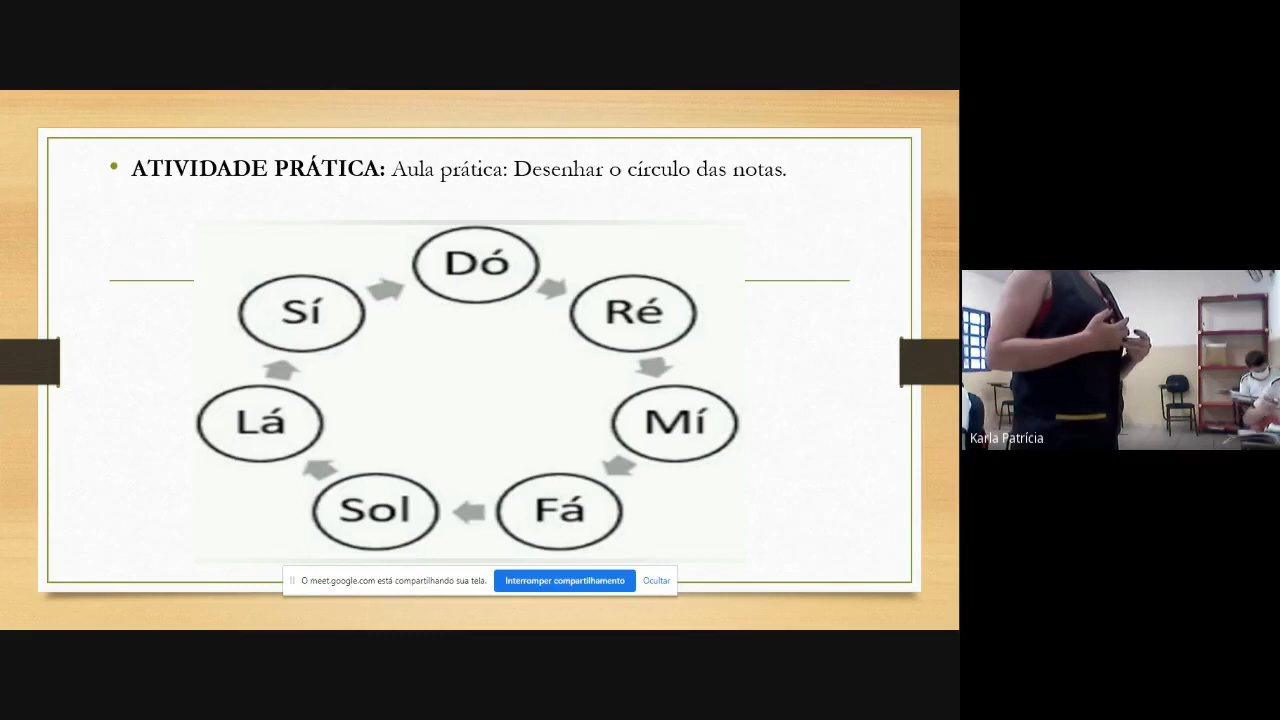 ATIVIDADE PRÁTICA: Aula prática: Desenhar o círculo das notas.
Dó
Ré
Mí
Fá
Sol
Lá
Sí
O meet.google.com está compartilhando sua tela. Interromper compartilhamento Ocultar
Karla Patrícia